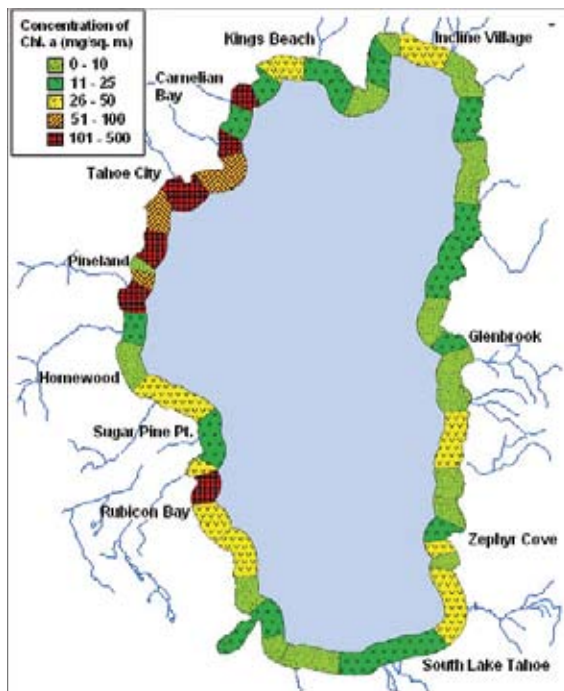 Concentration of
Chl. a (mg/sq. m.)
0 - 10
11 - 25
26 - 50
51 - 100
101 - 500
Kings Beach
Incline Village
Carnelian
Bay
Tahoe City
Pineland
Glenbrook
Homewood
Sugar Pine Pt.
Rubicon Bay
Zephyr Cove
South Lake Tahoe